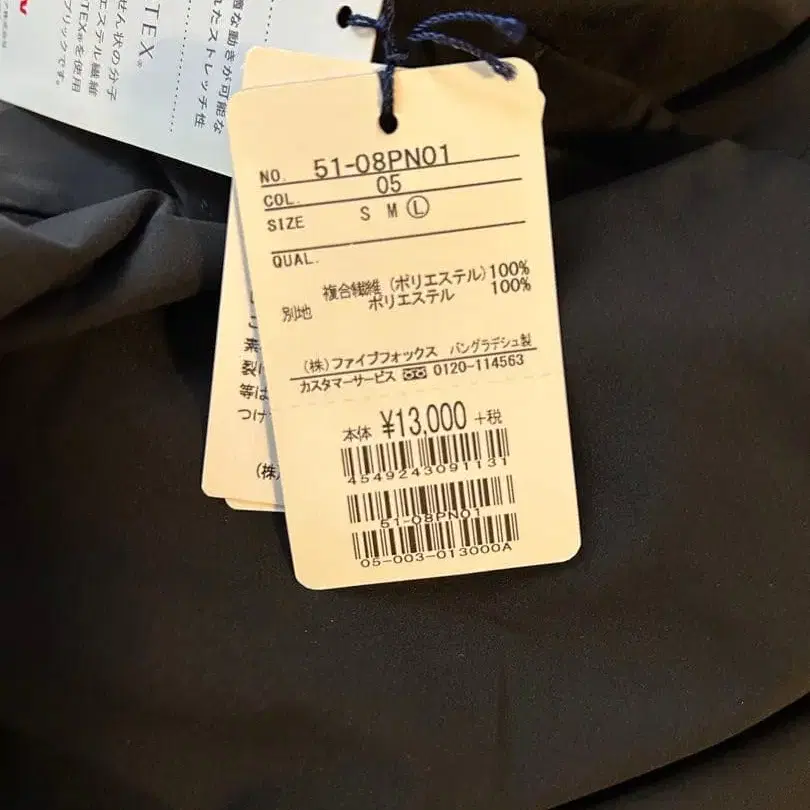 適な動きが可能な
れたストレッチ性
TEX®
せん状の分子
エステル繊維
TEX®を使用
ブリックです。
NO. 51-08PN01
COL. 05
SIZE S M L
QUAL.
複合繊維(ポリエステル)100%
別地 ポリエステル 100%
(株)ファイブフォックス バングラデシュ製
カスタマーサービス 0120-114563
本体 ¥13,000 +税
4549243091131
51-08PN01
05-003-013000A
等は
つけ
(株)